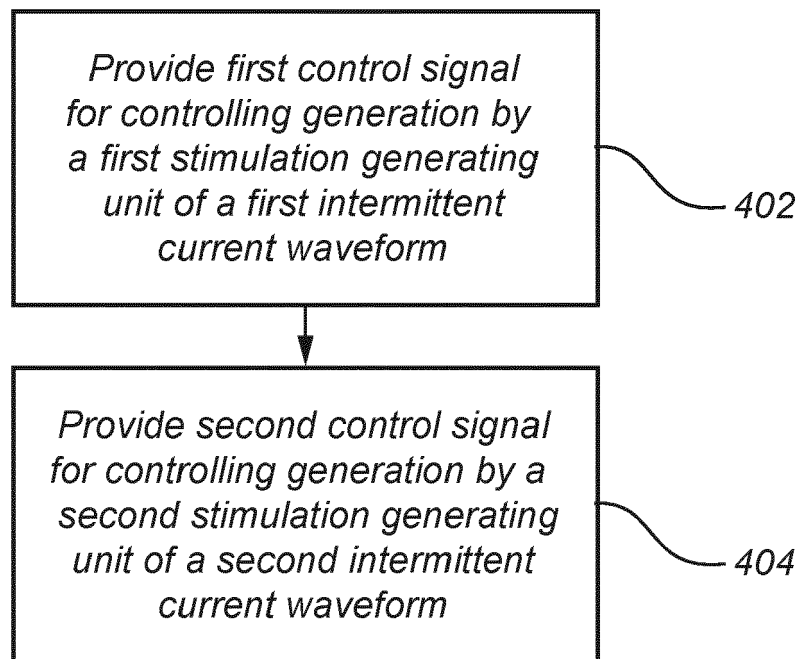 Provide first control signal
for controlling generation by
a first stimulation generating
unit of a first intermittent
current waveform
402
Provide second control signal
for controlling generation by a
second stimulation generating
unit of a second intermittent
current waveform
404